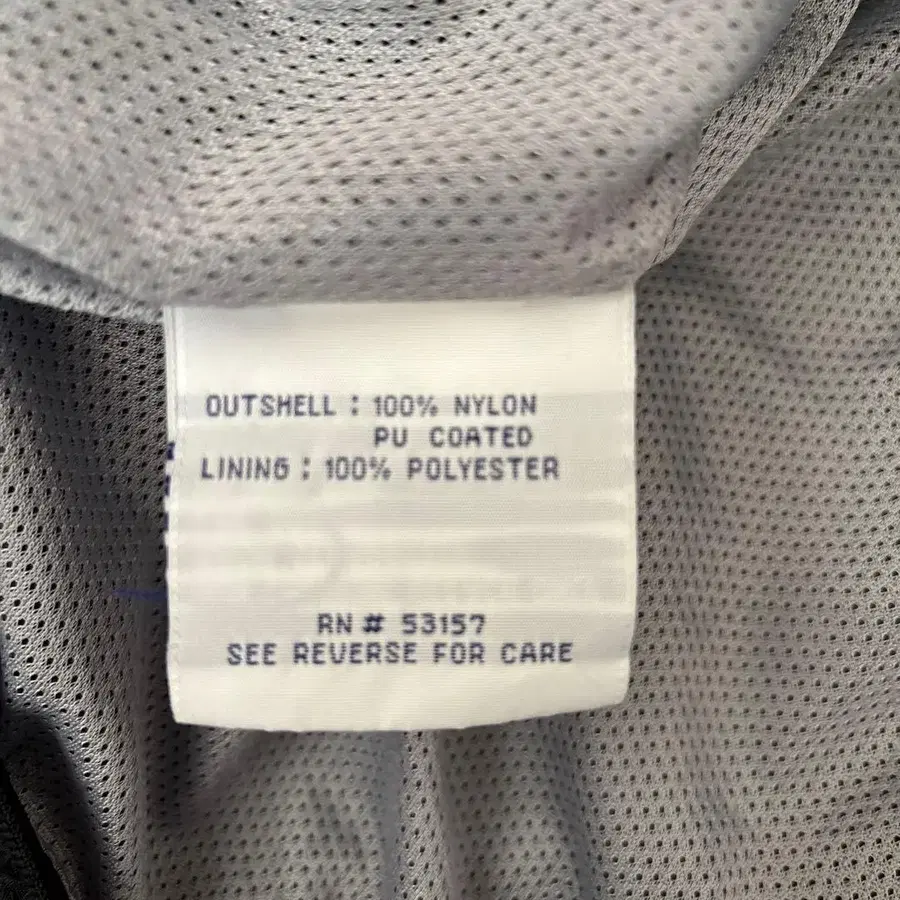 OUTSHELL : 100% NYLON
PU COATED
LINING : 100% POLYESTER
RN # 53157
SEE REVERSE FOR CARE